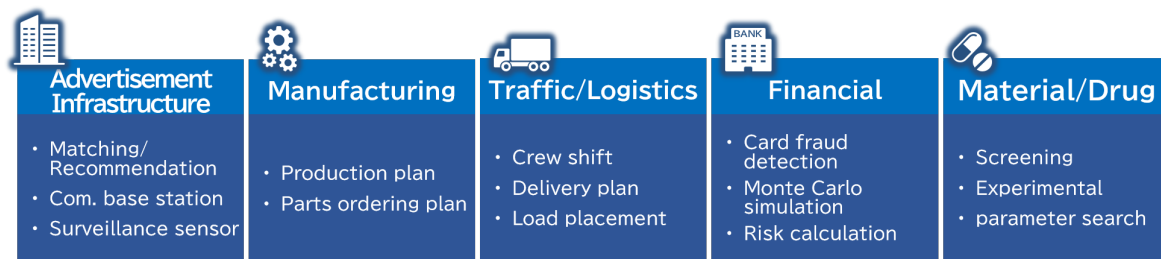 Advertisement
Infrastructure
・ Matching/
Recommendation
・ Com. base station
・ Surveillance sensor
Manufacturing
・ Production plan
・ Parts ordering plan
Traffic/Logistics
・ Crew shift
・ Delivery plan
・ Load placement
BANK
Financial
・ Card fraud
detection
・ Monte Carlo
simulation
・ Risk calculation
Material/Drug
・ Screening
・ Experimental
・ parameter search